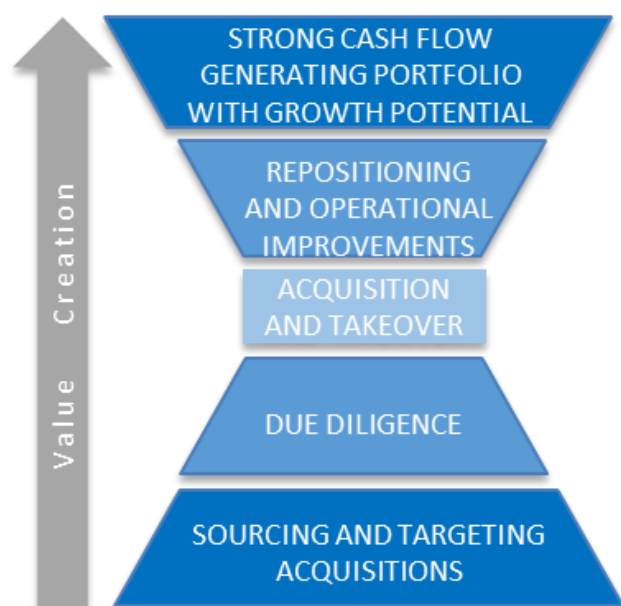 STRONG CASH FLOW
GENERATING PORTFOLIO
WITH GROWTH POTENTIAL
REPOSITIONING
AND OPERATIONAL
IMPROVEMENTS
ACQUISITION
AND TAKEOVER
DUE DILIGENCE
SOURCING AND TARGETING
ACQUISITIONS
Value Creation